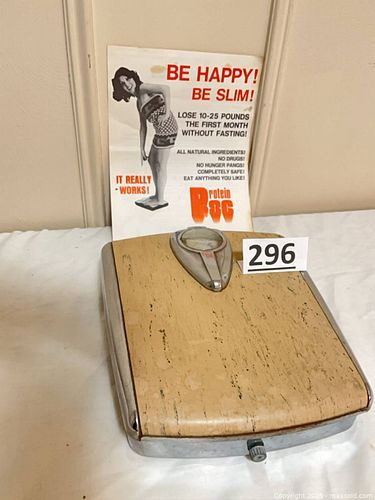 BE HAPPY!
BE SLIM!
LOSE 10-25 POUNDS
THE FIRST MONTH
WITHOUT FASTING!
ALL NATURAL INGREDIENTS!
NO DRUGS!
NO HUNGER PANGS!
COMPLETELY SAFE!
EAT ANYTHING YOU LIKE!
IT REALLY
WORKS!
Protein
296